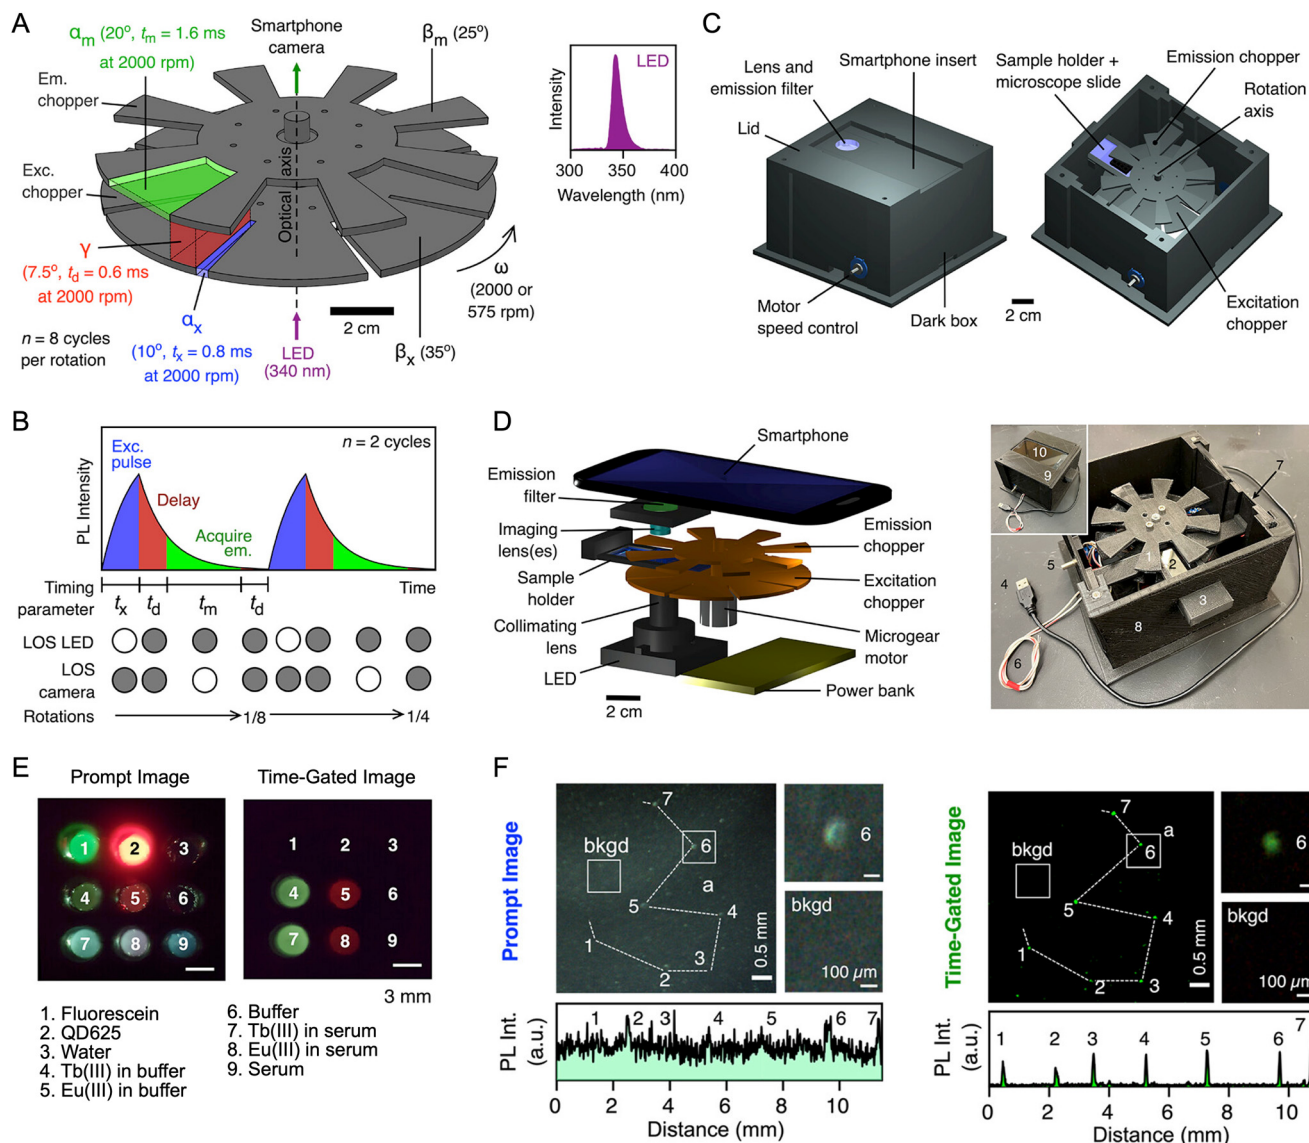 A
αm (20°, tm = 1.6 ms
at 2000 rpm)
Smartphone
camera
βm (25°)
Em.
chopper
Exc.
chopper
Optical axis
γ
(7.5°, td = 0.6 ms
at 2000 rpm)
αx
(10°, tx = 0.8 ms
at 2000 rpm)
n = 8 cycles
per rotation
LED
(340 nm)
2 cm
βx (35°)
ω
(2000 or
575 rpm)
LED
Intensity
300 350 400
Wavelength (nm)
B
n = 2 cycles
PL Intensity
Exc.
pulse
Delay
Acquire
em.
Time
Timing
parameter
tx td tm td
LOS LED
LOS
camera
Rotations
1/8
1/4
C
Lens and
emission filter
Smartphone insert
Lid
Motor
speed control
Dark box
Sample holder +
microscope slide
Emission chopper
Rotation
axis
Excitation
chopper
2 cm
D
Smartphone
Emission
filter
Imaging
lens(es)
Sample
holder
Collimating
lens
LED
Emission
chopper
Excitation
chopper
Microgear
motor
Power bank
2 cm
10
9
7
1
2
5
4
3
8
6
E
Prompt Image
Time-Gated Image
1 2 3
4 5 6
7 8 9
1 2 3
4 5 6
7 8 9
3 mm
1. Fluorescein
2. QD625
3. Water
4. Tb(III) in buffer
5. Eu(III) in buffer
6. Buffer
7. Tb(III) in serum
8. Eu(III) in serum
9. Serum
F
Prompt Image
7
bkgd
6
a
5
4
1
3
2
0.5 mm
6
bkgd
100 µm
PL Int.
(a.u.)
1 2 3 4 5 6 7
0 2 4 6 8 10
Distance (mm)
Time-Gated Image
7
a
bkgd
6
5
4
1
2
3
0.5 mm
6
bkgd
100 µm
PL Int.
(a.u.)
1 2 3 4 5 6 7
0 2 4 6 8 10
Distance (mm)